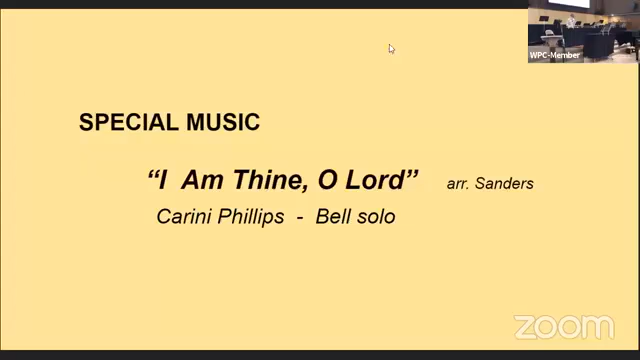 WPC-Member
SPECIAL MUSIC
“I Am Thine, O Lord” arr. Sanders
Carini Phillips - Bell solo
zoom